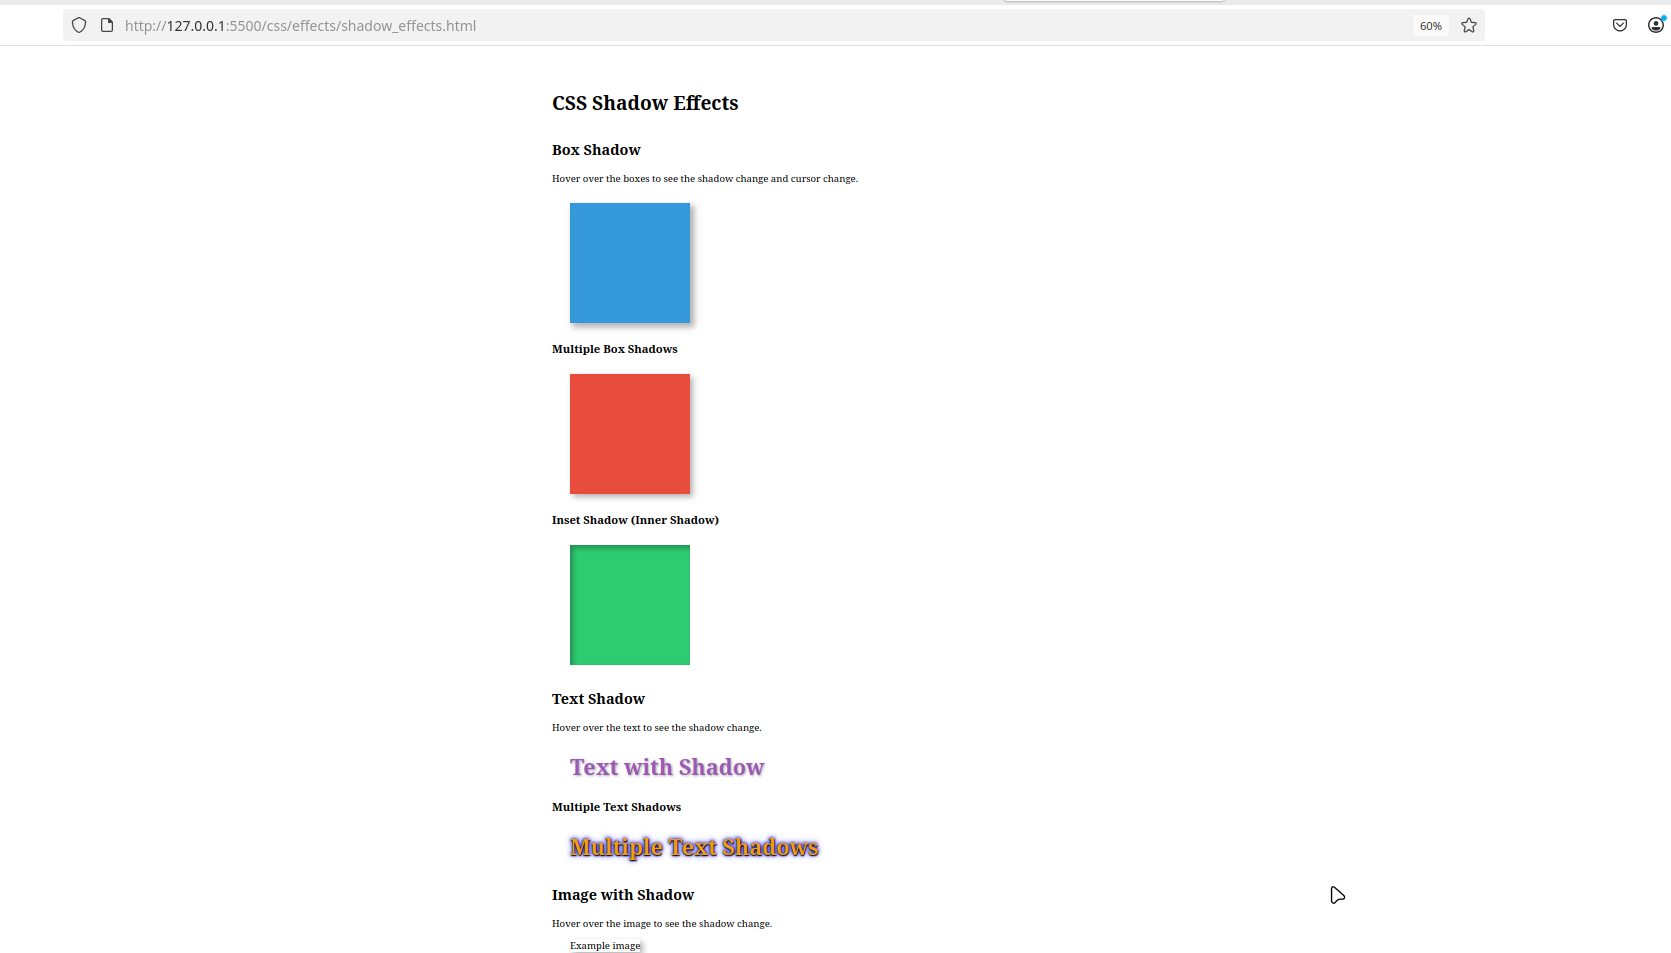 http://127.0.0.1:5500/css/effects/shadow_effects.html
60%
CSS Shadow Effects
Box Shadow
Hover over the boxes to see the shadow change and cursor change.
Multiple Box Shadows
Inset Shadow (Inner Shadow)
Text Shadow
Hover over the text to see the shadow change.
Text with Shadow
Multiple Text Shadows
Multiple Text Shadows
Image with Shadow
Hover over the image to see the shadow change.
Example image